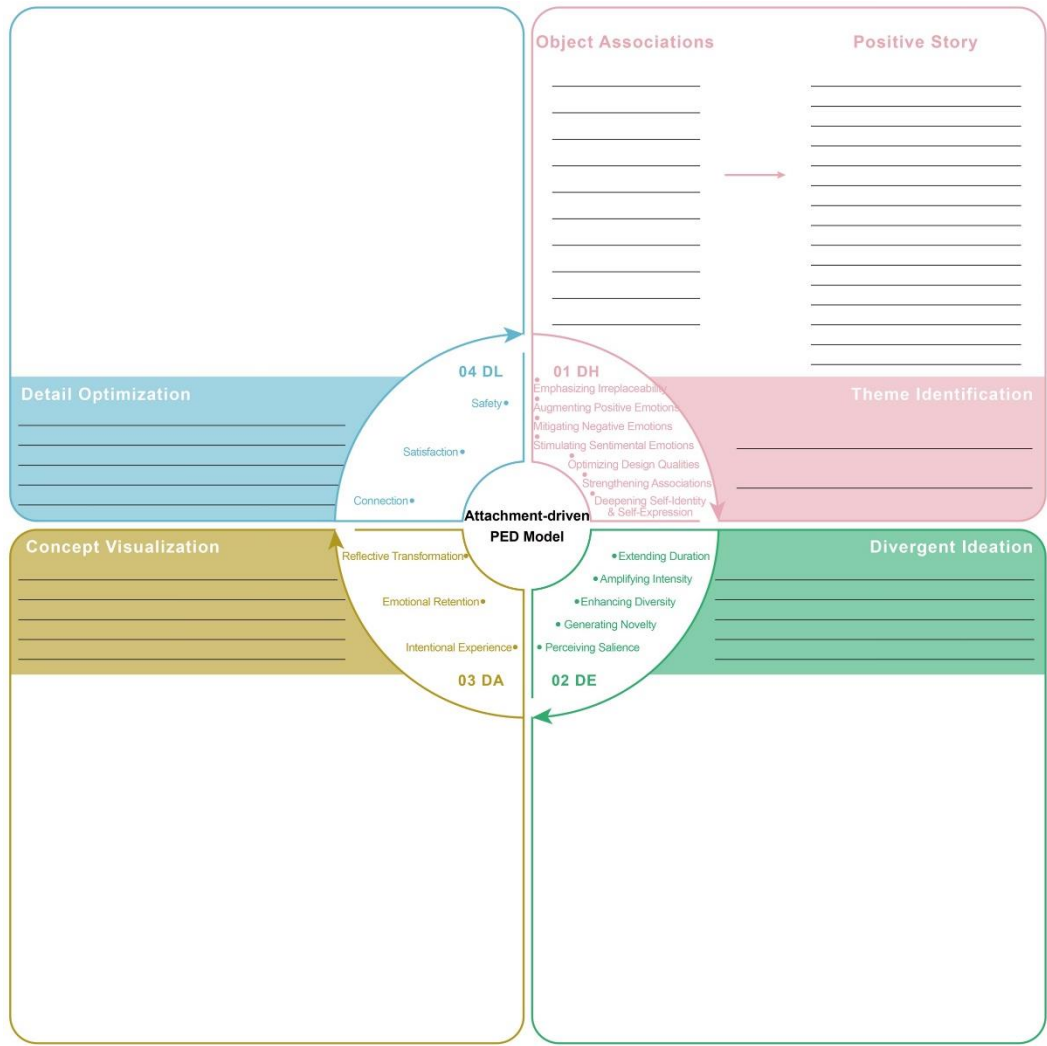 Object Associations
Positive Story
04 DL
Safety
Satisfaction
Connection
Detail Optimization
01 DH
Emphasizing Irreplaceability
Augmenting Positive Emotions
Mitigating Negative Emotions
Stimulating Sentimental Emotions
Optimizing Design Qualities
Strengthening Associations
Deepening Self-Identity
& Self-Expression
Theme Identification
Attachment-driven
PED Model
Concept Visualization
Reflective Transformation
Emotional Retention
Intentional Experience
03 DA
Extending Duration
Amplifying Intensity
Enhancing Diversity
Generating Novelty
Perceiving Salience
02 DE
Divergent Ideation